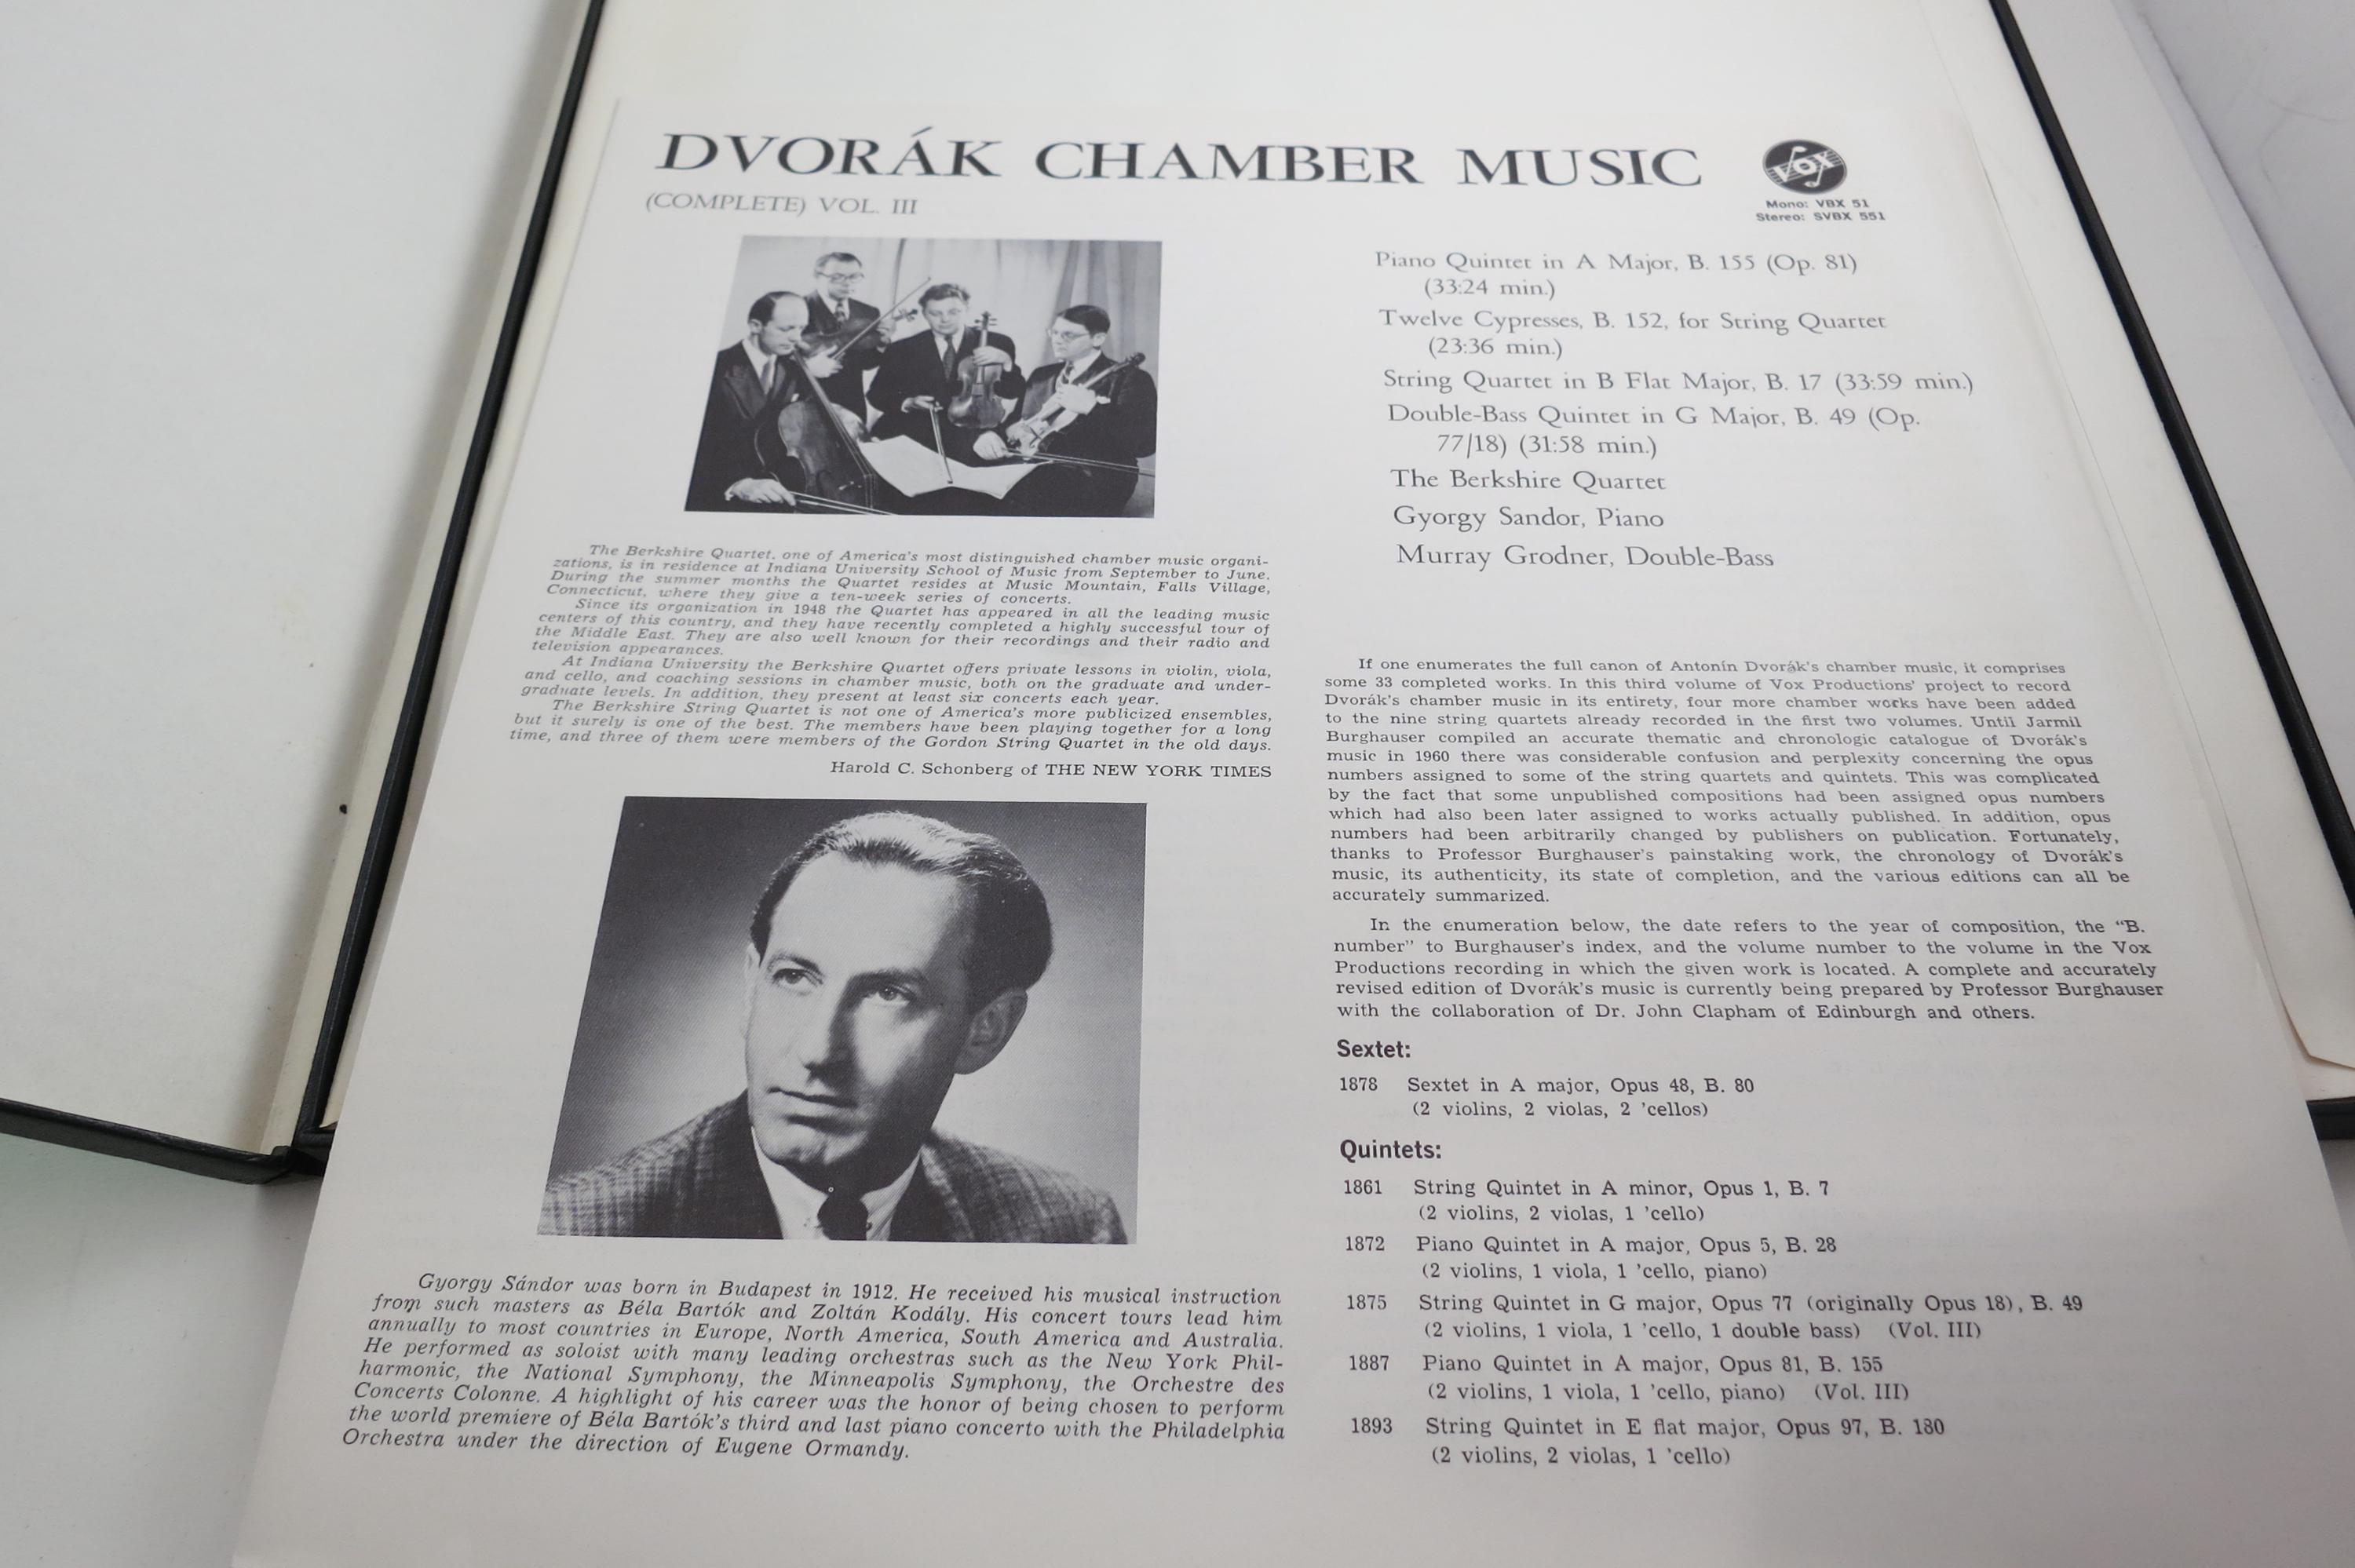 DVORÁK CHAMBER MUSIC
(COMPLETE) VOL. III
VOX
Mono: VBX 51
Stereo: SVBX 551
Piano Quintet in A Major, B. 155 (Op. 81)
(33:24 min.)
Twelve Cypresses, B. 152, for String Quartet
(23:36 min.)
String Quartet in B Flat Major, B. 17 (33:59 min.)
Double-Bass Quintet in G Major, B. 49 (Op.
77/18) (31:58 min.)
The Berkshire Quartet
Gyorgy Sandor, Piano
Murray Grodner, Double-Bass
The Berkshire Quartet, one of America's most distinguished chamber music organi-
zations, is in residence at Indiana University School of Music from September to June.
During the summer months the Quartet resides at Music Mountain, Falls Village,
Connecticut, where they give a ten-week series of concerts.
Since its organization in 1948 the Quartet has appeared in all the leading music
centers of this country, and they have recently completed a highly successful tour of
the Middle East. They are also well known for their recordings and their radio and
television appearances.
At Indiana University the Berkshire Quartet offers private lessons in violin, viola,
and cello, and coaching sessions in chamber music, both on the graduate and under-
graduate levels. In addition, they present at least six concerts each year.
The Berkshire String Quartet is not one of America's more publicized ensembles,
but it surely is one of the best. The members have been playing together for a long
time, and three of them were members of the Gordon String Quartet in the old days.
Harold C. Schonberg of THE NEW YORK TIMES
Gyorgy Sándor was born in Budapest in 1912. He received his musical instruction
from such masters as Béla Bartók and Zoltán Kodály. His concert tours lead him
annually to most countries in Europe, North America, South America and Australia.
He performed as soloist with many leading orchestras such as the New York Phil-
harmonic, the National Symphony, the Minneapolis Symphony, the Orchestre des
Concerts Colonne. A highlight of his career was the honor of being chosen to perform
the world premiere of Béla Bartók's third and last piano concerto with the Philadelphia
Orchestra under the direction of Eugene Ormandy.
If one enumerates the full canon of Antonín Dvorák's chamber music, it comprises
some 33 completed works. In this third volume of Vox Productions' project to record
Dvorák's chamber music in its entirety, four more chamber works have been added
to the nine string quartets already recorded in the first two volumes. Until Jarmil
Burghauser compiled an accurate thematic and chronologic catalogue of Dvorák's
music in 1960 there was considerable confusion and perplexity concerning the opus
numbers assigned to some of the string quartets and quintets. This was complicated
by the fact that some unpublished compositions had been assigned opus numbers
which had also been later assigned to works actually published. In addition, opus
numbers had been arbitrarily changed by publishers on publication. Fortunately,
thanks to Professor Burghauser's painstaking work, the chronology of Dvorák's
music, its authenticity, its state of completion, and the various editions can all be
accurately summarized.
In the enumeration below, the date refers to the year of composition, the "B.
number" to Burghauser's index, and the volume number to the volume in the Vox
Productions recording in which the given work is located. A complete and accurately
revised edition of Dvorák's music is currently being prepared by Professor Burghauser
with the collaboration of Dr. John Clapham of Edinburgh and others.
Sextet:
1878 Sextet in A major, Opus 48, B. 80
(2 violins, 2 violas, 2 'cellos)
Quintets:
1861 String Quintet in A minor, Opus 1, B. 7
(2 violins, 2 violas, 1 'cello)
1872 Piano Quintet in A major, Opus 5, B. 28
(2 violins, 1 viola, 1 'cello, piano)
1875 String Quintet in G major, Opus 77 (originally Opus 18), B. 49
(2 violins, 1 viola, 1 'cello, 1 double bass) (Vol. III)
1887 Piano Quintet in A major, Opus 81, B. 155
(2 violins, 1 viola, 1 'cello, piano) (Vol. III)
1893 String Quintet in E flat major, Opus 97, B. 180
(2 violins, 2 violas, 1 'cello)